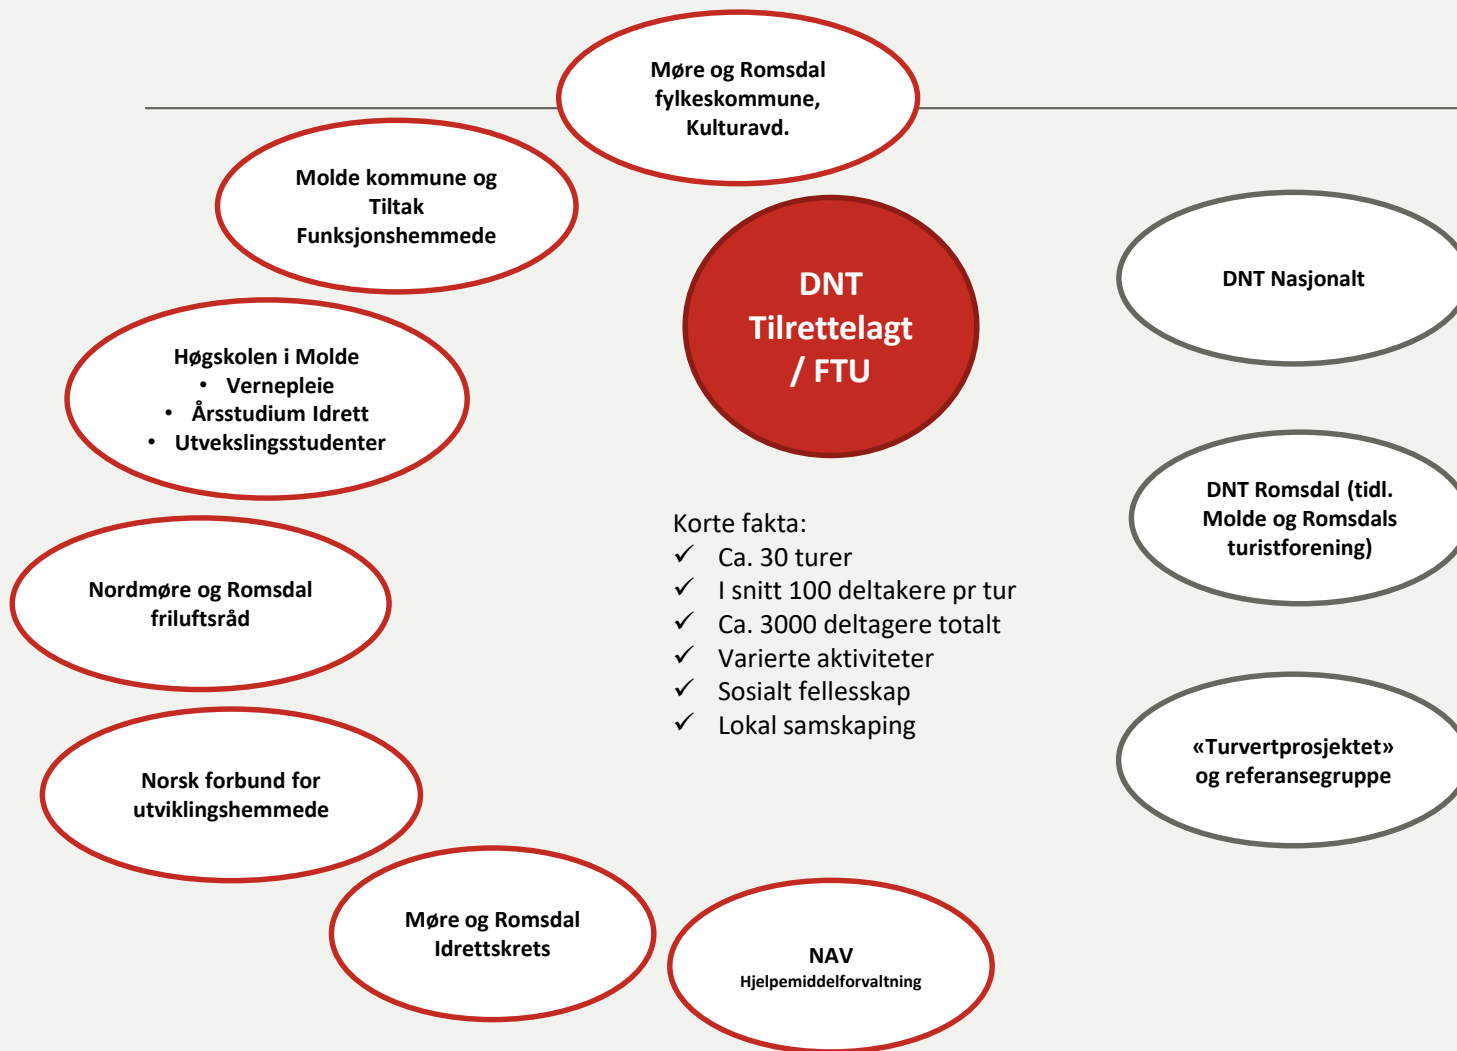 Møre og Romsdal
fylkeskommune,
Kulturavd.
Molde kommune og
Tiltak
Funksjonshemmede
DNT
Tilrettelagt
/ FTU
DNT Nasjonalt
Høgskolen i Molde
• Vernepleie
• Årsstudium Idrett
• Utvekslingsstudenter
DNT Romsdal (tidl.
Molde og Romsdals
turistforening)
Korte fakta:
✓ Ca. 30 turer
✓ I snitt 100 deltakere pr tur
✓ Ca. 3000 deltagere totalt
✓ Varierte aktiviteter
✓ Sosialt fellesskap
✓ Lokal samskaping
Nordmøre og Romsdal
friluftsråd
«Turvertprosjektet»
og referansegruppe
Norsk forbund for
utviklingshemmede
Møre og Romsdal
Idrettskrets
NAV
Hjelpemiddelforvaltning